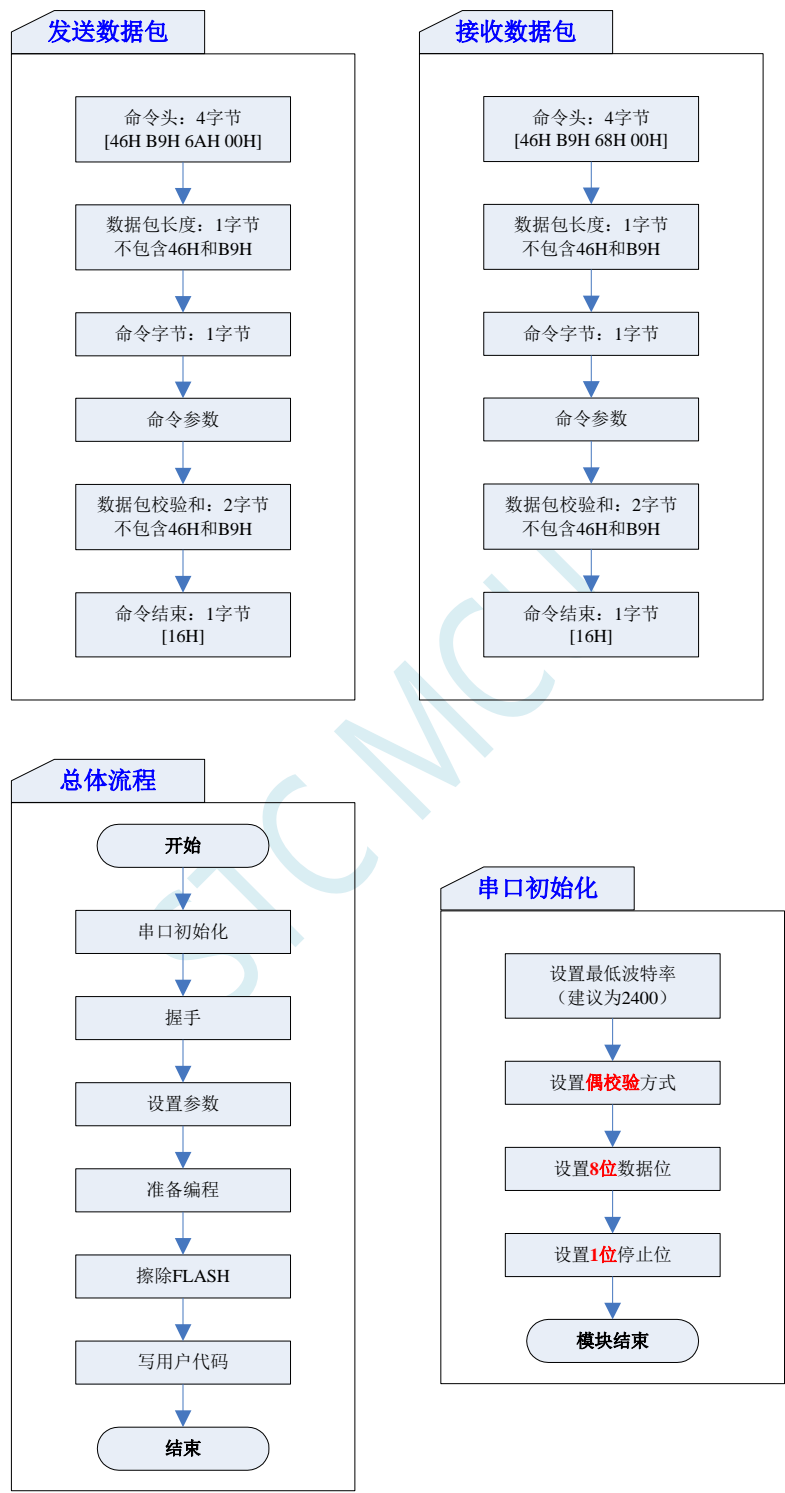 发送数据包
命令头：4字节
[46H B9H 6AH 00H]
数据包长度：1字节
不包含46H和B9H
命令字节：1字节
命令参数
数据包校验和：2字节
不包含46H和B9H
命令结束：1字节
[16H]
接收数据包
命令头：4字节
[46H B9H 68H 00H]
数据包长度：1字节
不包含46H和B9H
命令字节：1字节
命令参数
数据包校验和：2字节
不包含46H和B9H
命令结束：1字节
[16H]
总体流程
开始
串口初始化
握手
设置参数
准备编程
擦除FLASH
写用户代码
结束
串口初始化
设置最低波特率
（建议为2400）
设置偶校验方式
设置8位数据位
设置1位停止位
模块结束
STC MCU